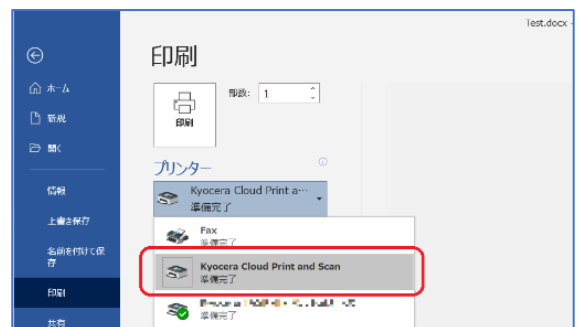 Test.docx -
印刷
ホーム
新規
開く
情報
上書き保存
名前を付けて保
存
印刷
共有
部数: 1
印刷
プリンター
Kyocera Cloud Print a…
準備完了
Fax
準備完了
Kyocera Cloud Print and Scan
準備完了
準備完了